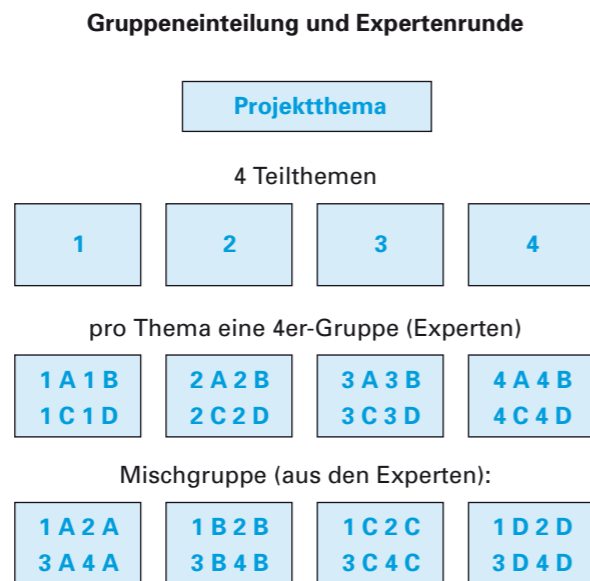 Gruppeneinteilung und Expertenrunde
Projektthema
4 Teilthemen
1 2 3 4
pro Thema eine 4er-Gruppe (Experten)
1 A 1 B 2 A 2 B 3 A 3 B 4 A 4 B
1 C 1 D 2 C 2 D 3 C 3 D 4 C 4 D
Mischgruppe (aus den Experten):
1 A 2 A 1 B 2 B 1 C 2 C 1 D 2 D
3 A 4 A 3 B 4 B 3 C 4 C 3 D 4 D